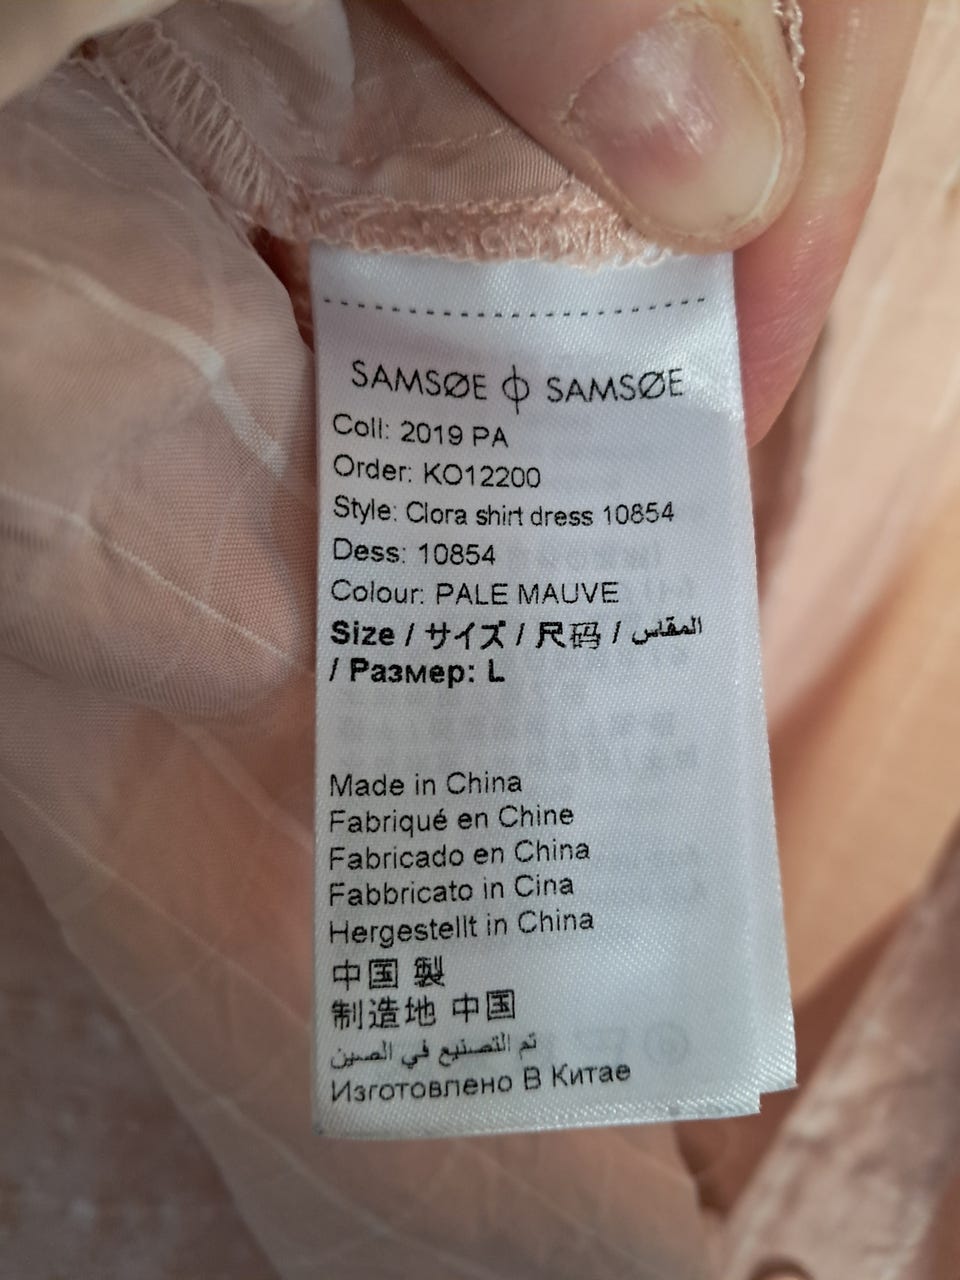 SAMSØE ϕ SAMSØE
Coll: 2019 PA
Order: KO12200
Style: Clora shirt dress 10854
Dess: 10854
Colour: PALE MAUVE
Size / サイズ / 尺码 / المقاس
/ Размер: L
Made in China
Fabriqué en Chine
Fabricado en China
Fabbricato in Cina
Hergestellt in China
中国 製
制造地 中国
تم التصنيع في الصين
Изготовлено В Китае